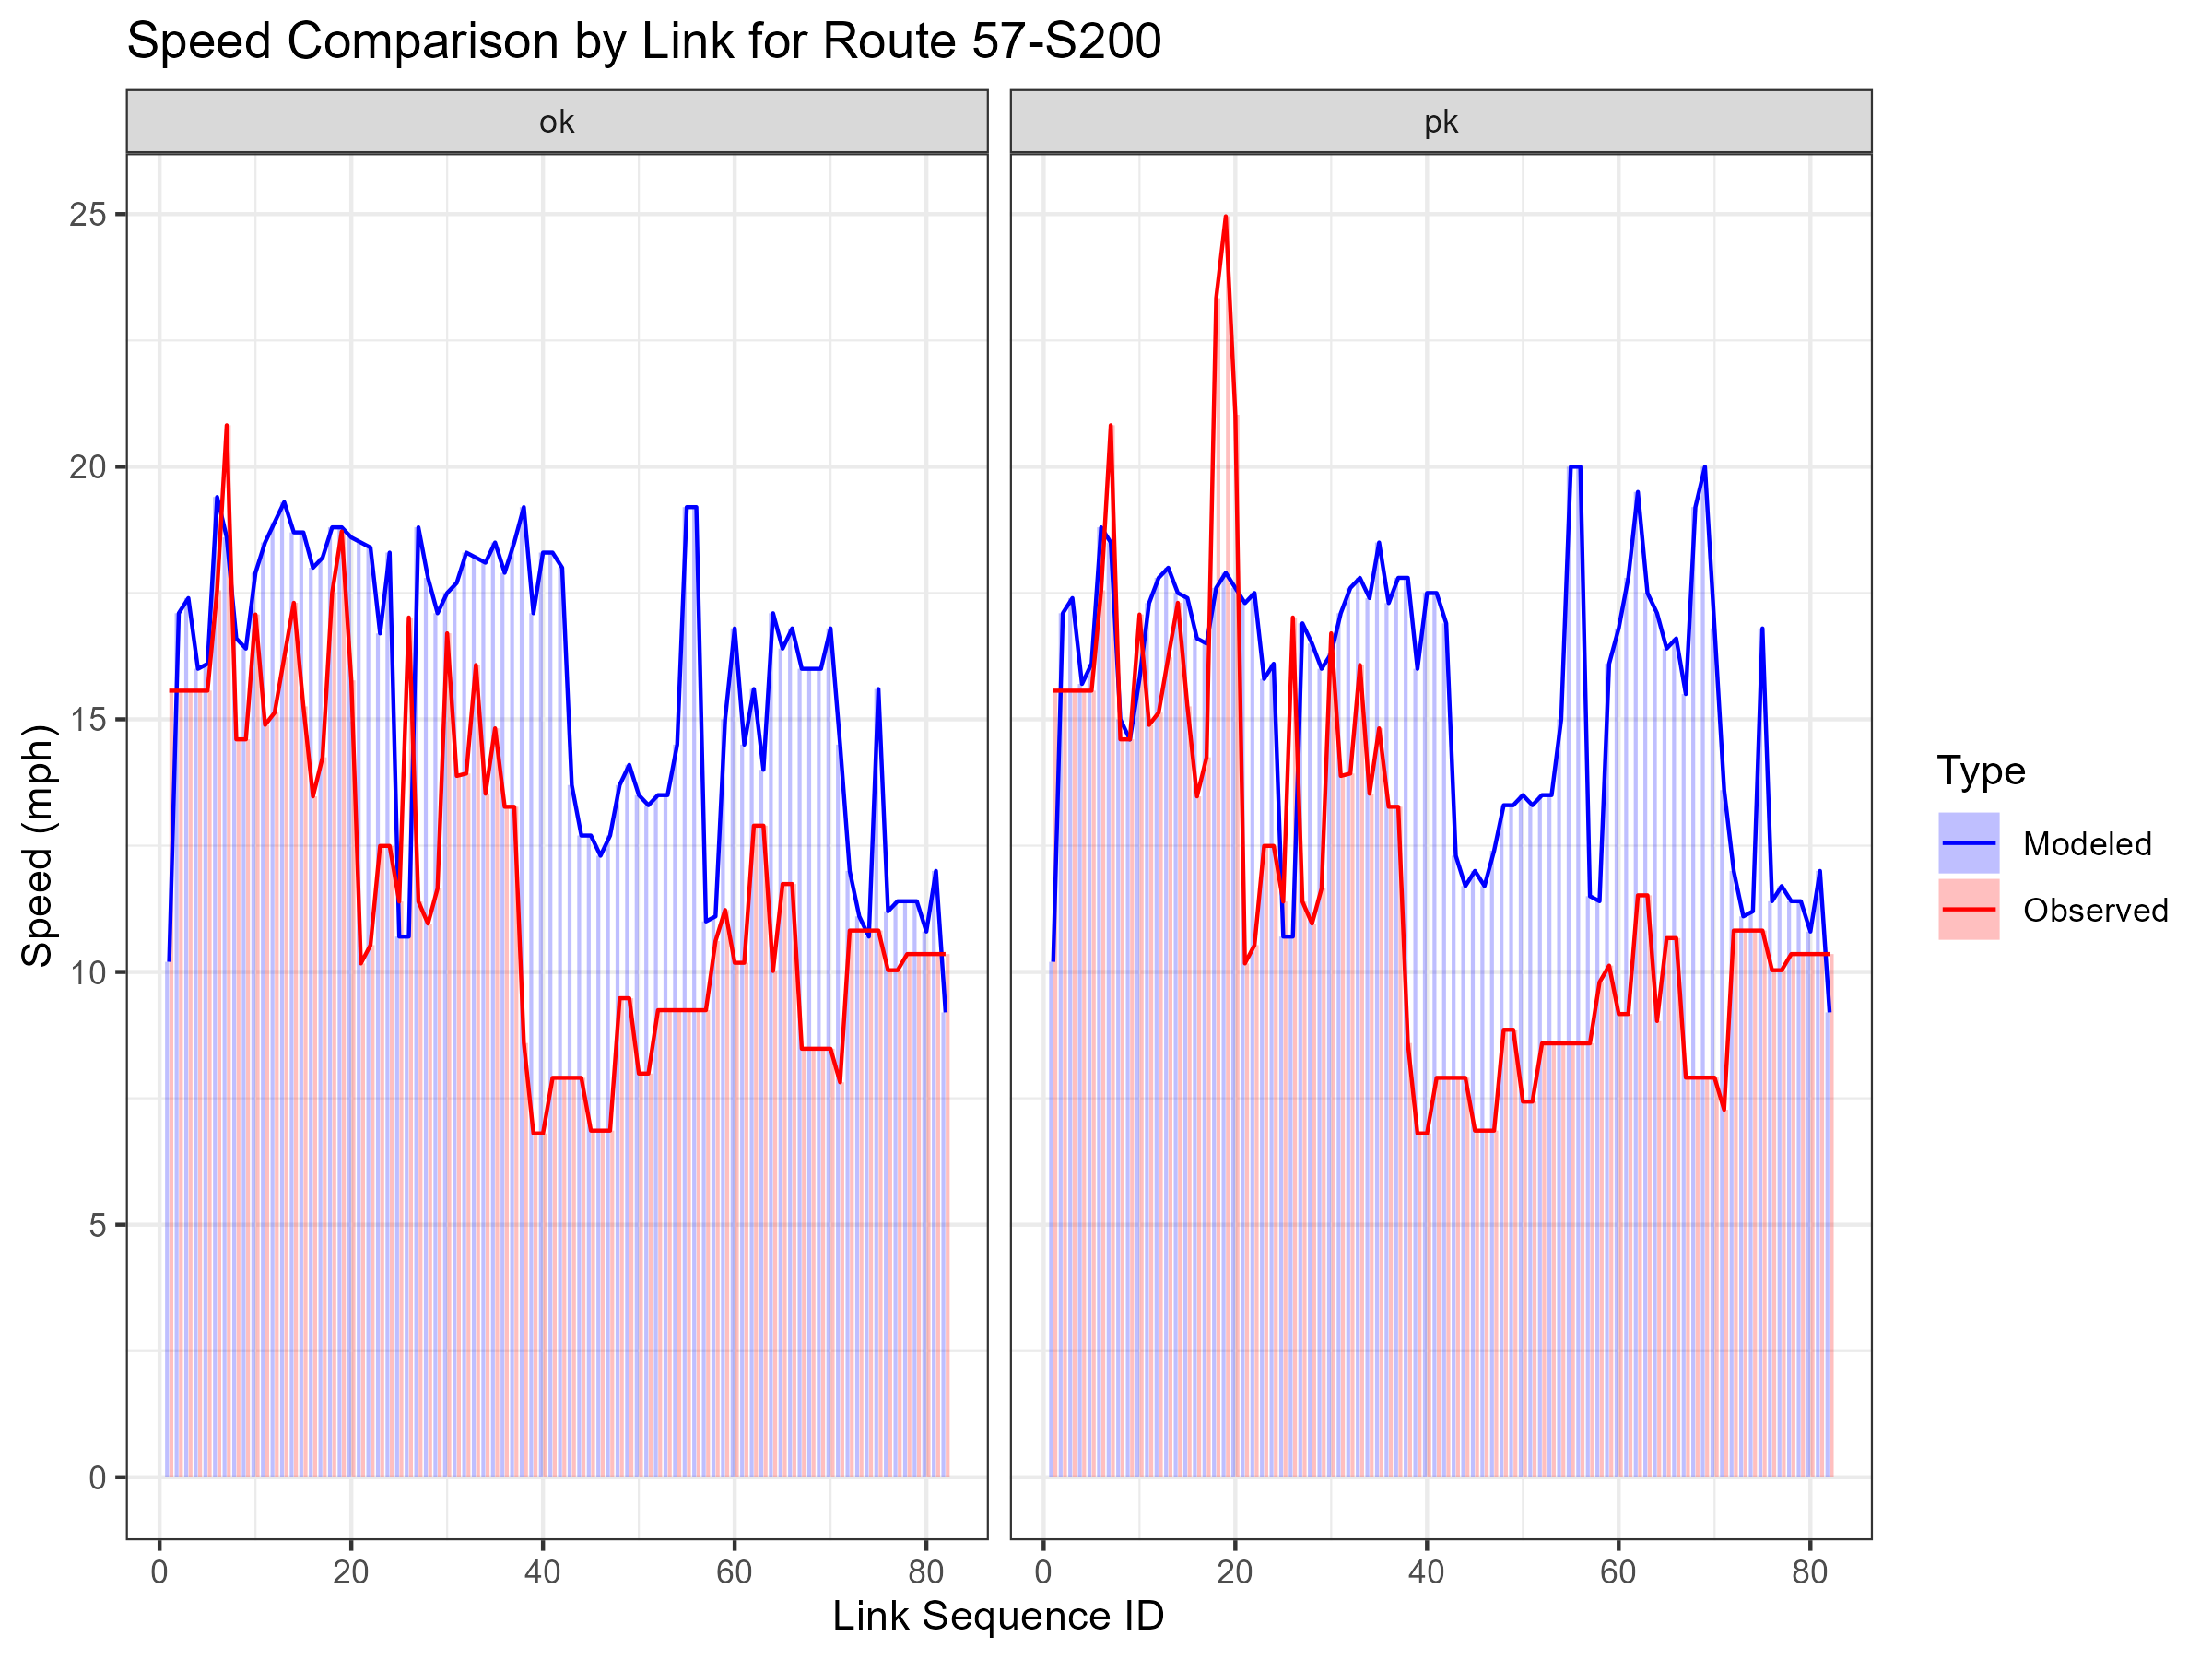 Speed Comparison by Link for Route 57-S200
ok
pk
25
20
15
10
5
0
Speed (mph)
0 20 40 60 80
0 20 40 60 80
Link Sequence ID
Type
Modeled
Observed